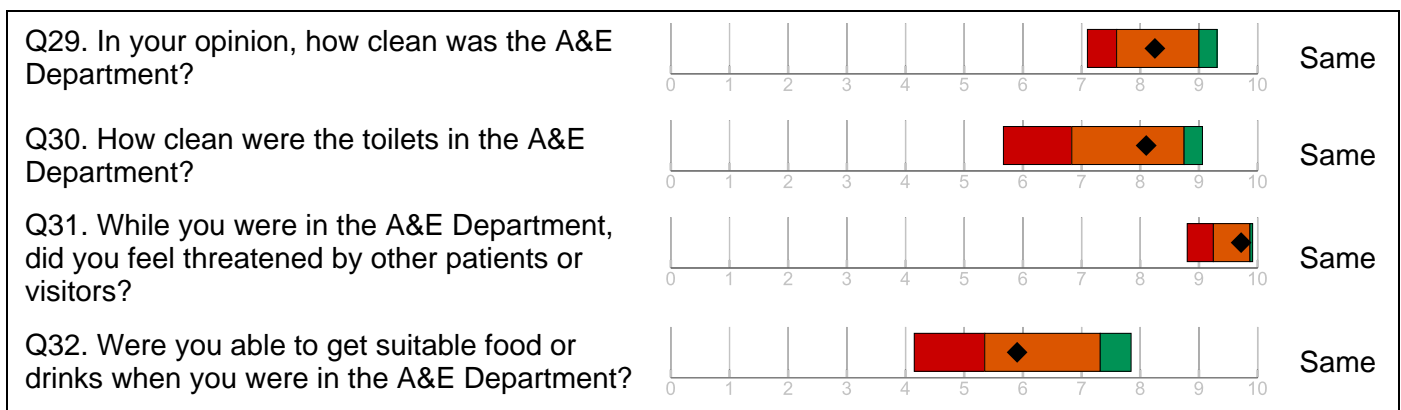 Q29. In your opinion, how clean was the A&E
Department?
Same
0 1 2 3 4 5 6 7 8 9 10
Q30. How clean were the toilets in the A&E
Department?
Same
0 1 2 3 4 5 6 7 8 9 10
Q31. While you were in the A&E Department,
did you feel threatened by other patients or
visitors?
Same
0 1 2 3 4 5 6 7 8 9 10
Q32. Were you able to get suitable food or
drinks when you were in the A&E Department?
Same
0 1 2 3 4 5 6 7 8 9 10